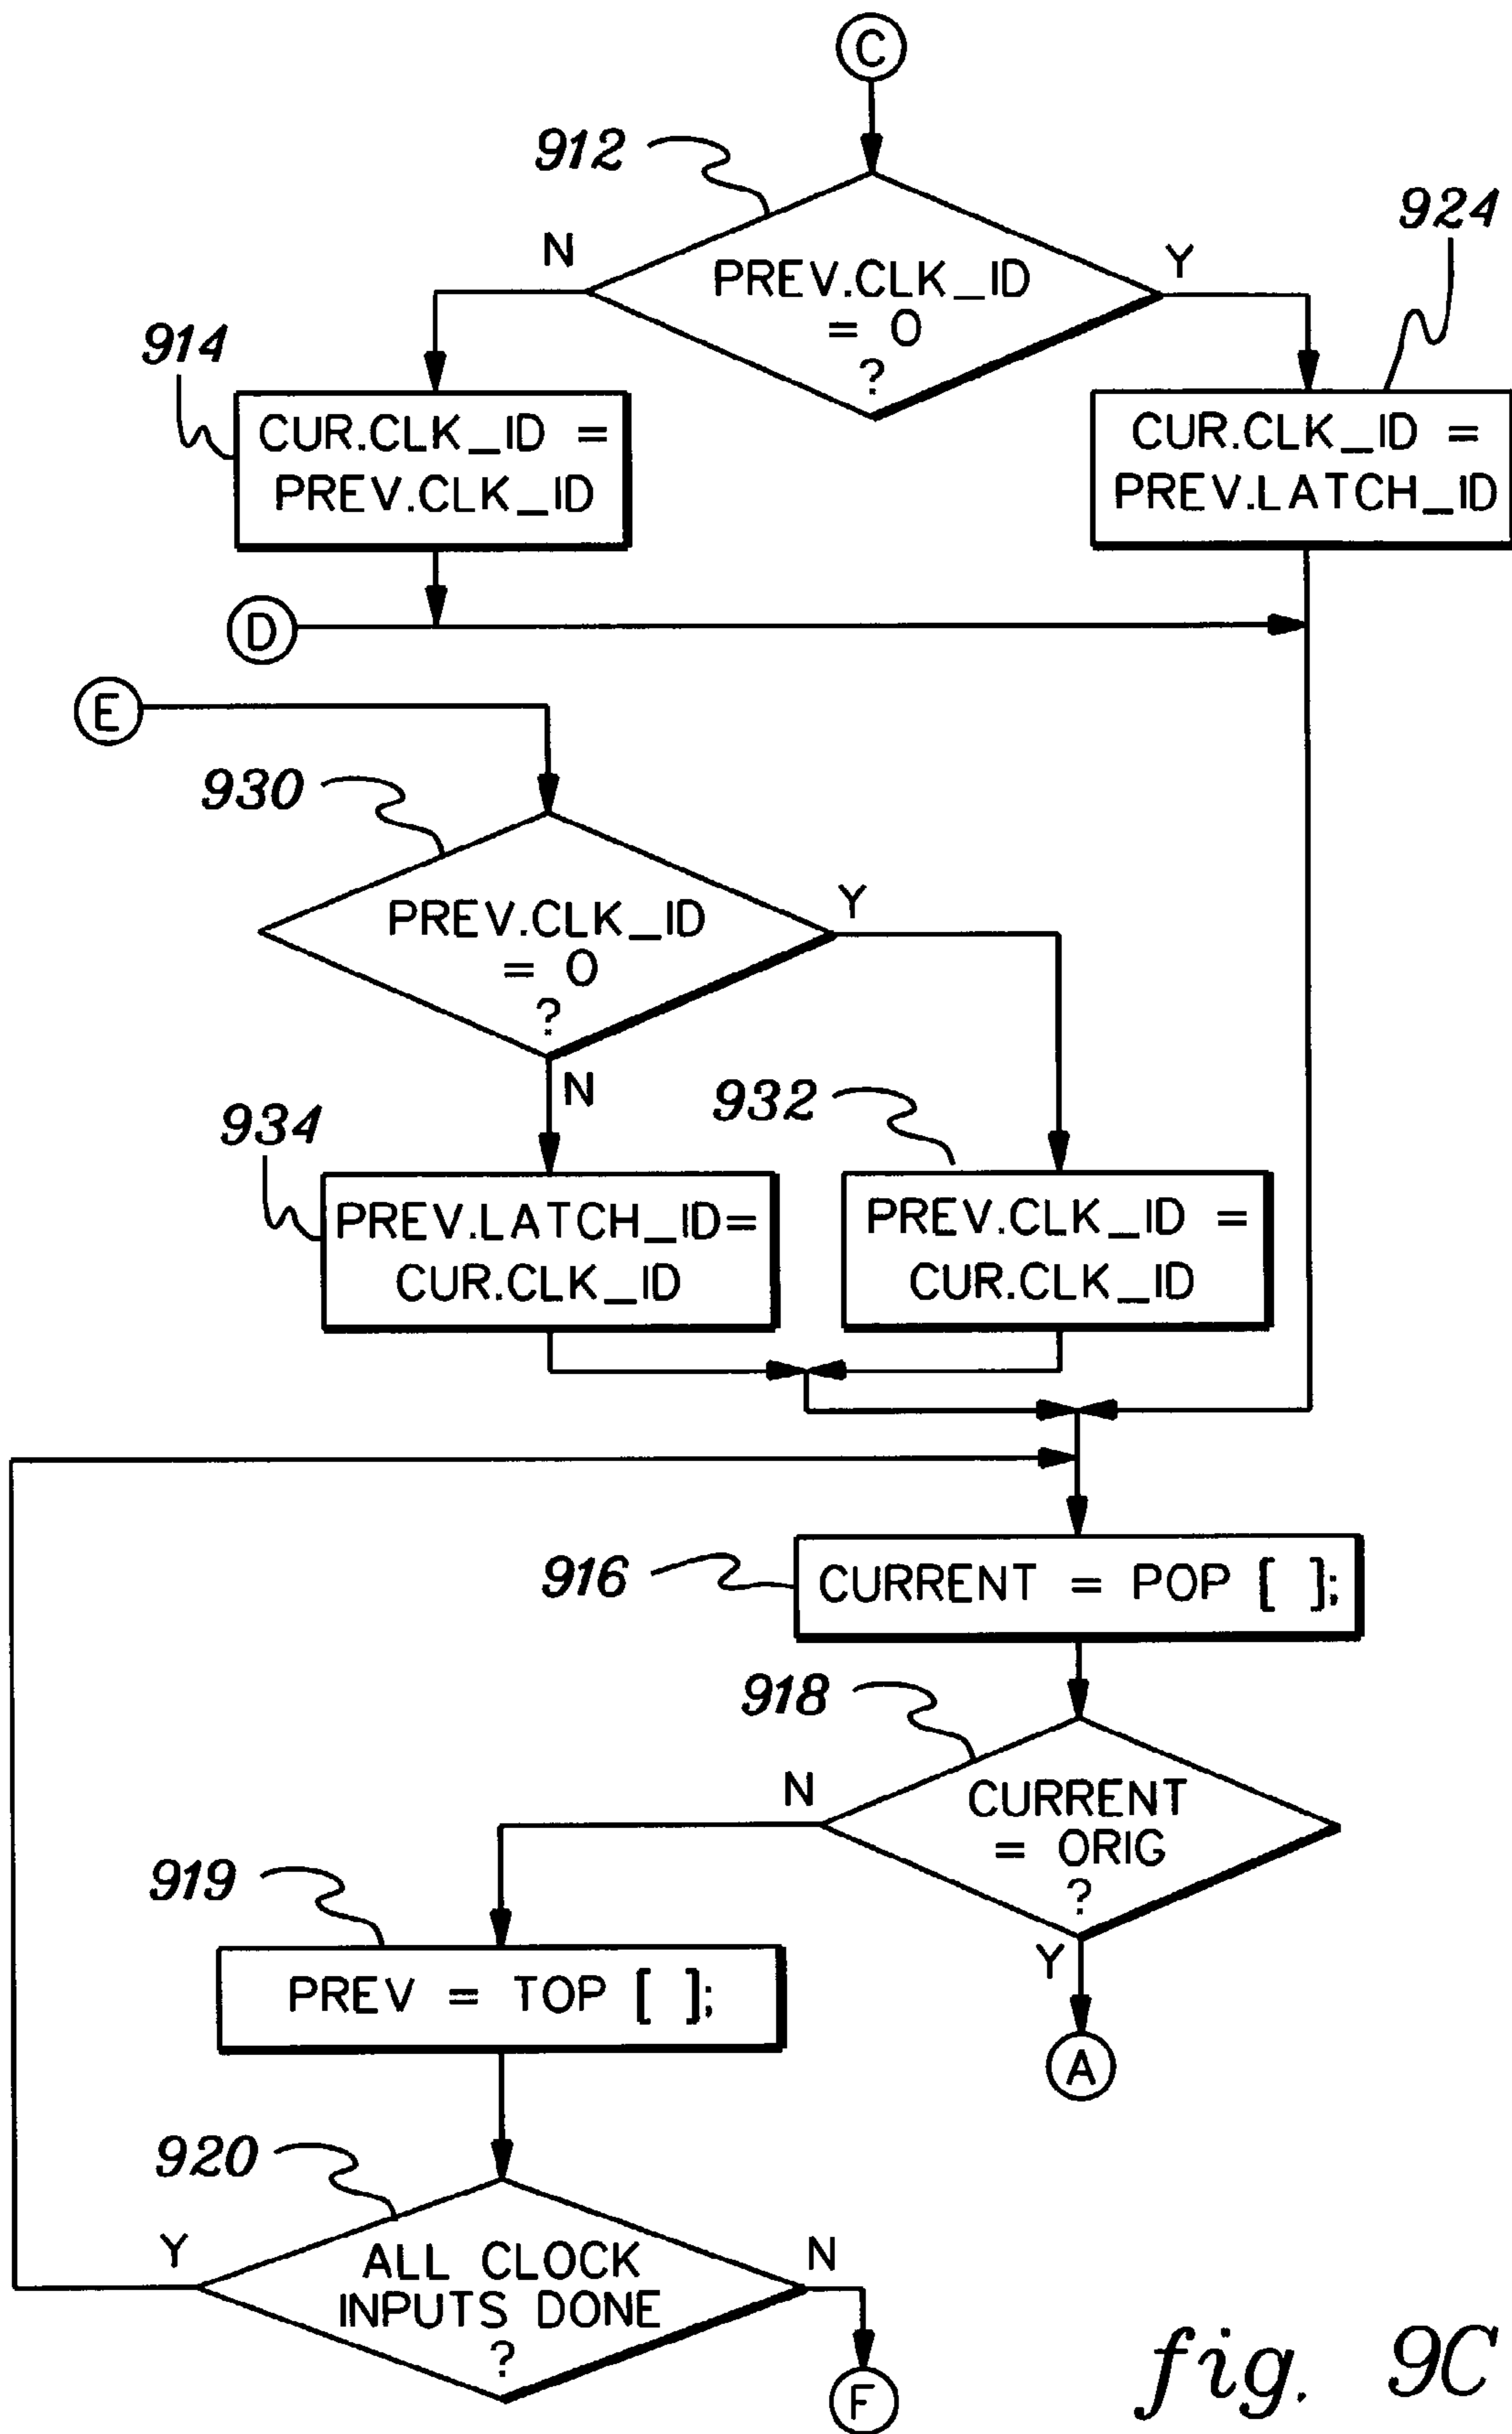 C
912
924
N
Y
PREV.CLK_ID
= 0
?
914
CUR.CLK_ID =
PREV.CLK_ID
CUR.CLK_ID =
PREV.LATCH_ID
D
E
930
Y
PREV.CLK_ID
= 0
?
N
932
934
PREV.LATCH_ID=
CUR.CLK_ID
PREV.CLK_ID =
CUR.CLK_ID
916
CURRENT = POP [ ];
918
N
CURRENT
= ORIG
?
919
Y
PREV = TOP [ ];
A
920
Y
N
ALL CLOCK
INPUTS DONE
?
F
fig. 9C